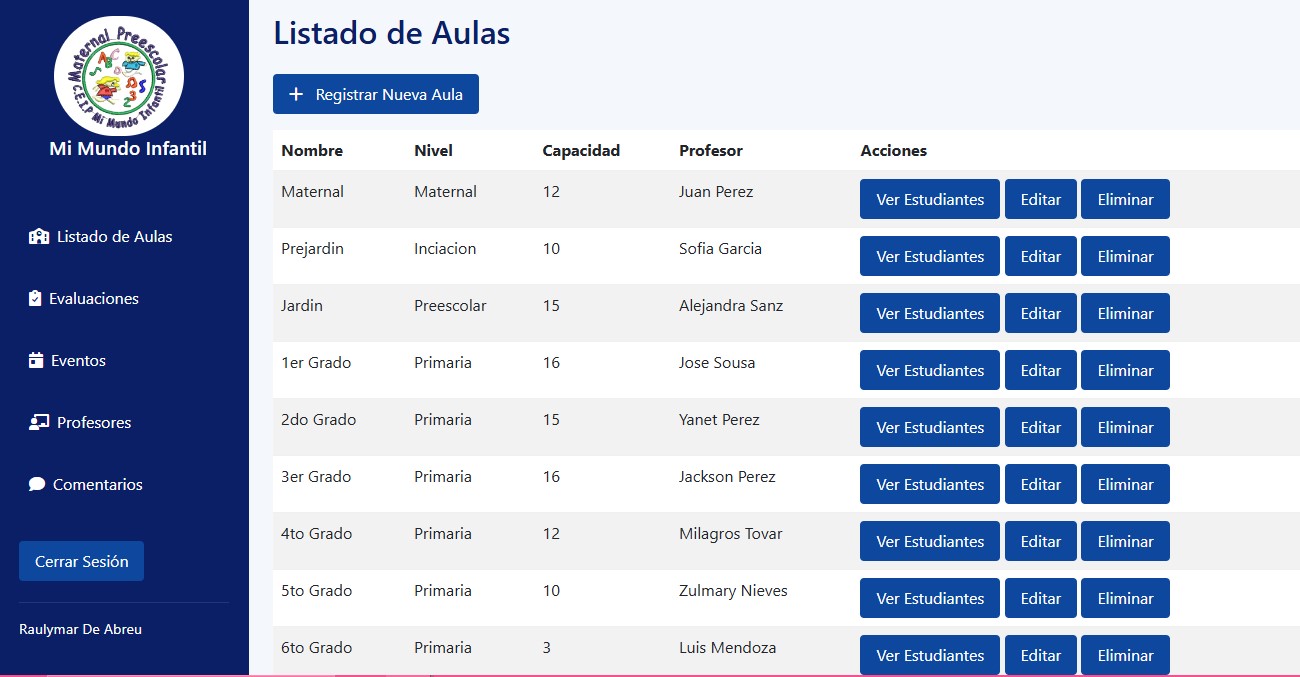 Maternal Preescolar
C.E.I.P Mi Mundo Infantil
Mi Mundo Infantil
Listado de Aulas
Evaluaciones
Eventos
Profesores
Comentarios
Cerrar Sesión
Raulymar De Abreu
Listado de Aulas
+ Registrar Nueva Aula
Nombre Nivel Capacidad Profesor Acciones
Maternal Maternal 12 Juan Perez Ver Estudiantes Editar Eliminar
Prejardin Inciacion 10 Sofia Garcia Ver Estudiantes Editar Eliminar
Jardin Preescolar 15 Alejandra Sanz Ver Estudiantes Editar Eliminar
1er Grado Primaria 16 Jose Sousa Ver Estudiantes Editar Eliminar
2do Grado Primaria 15 Yanet Perez Ver Estudiantes Editar Eliminar
3er Grado Primaria 16 Jackson Perez Ver Estudiantes Editar Eliminar
4to Grado Primaria 12 Milagros Tovar Ver Estudiantes Editar Eliminar
5to Grado Primaria 10 Zulmary Nieves Ver Estudiantes Editar Eliminar
6to Grado Primaria 3 Luis Mendoza Ver Estudiantes Editar Eliminar